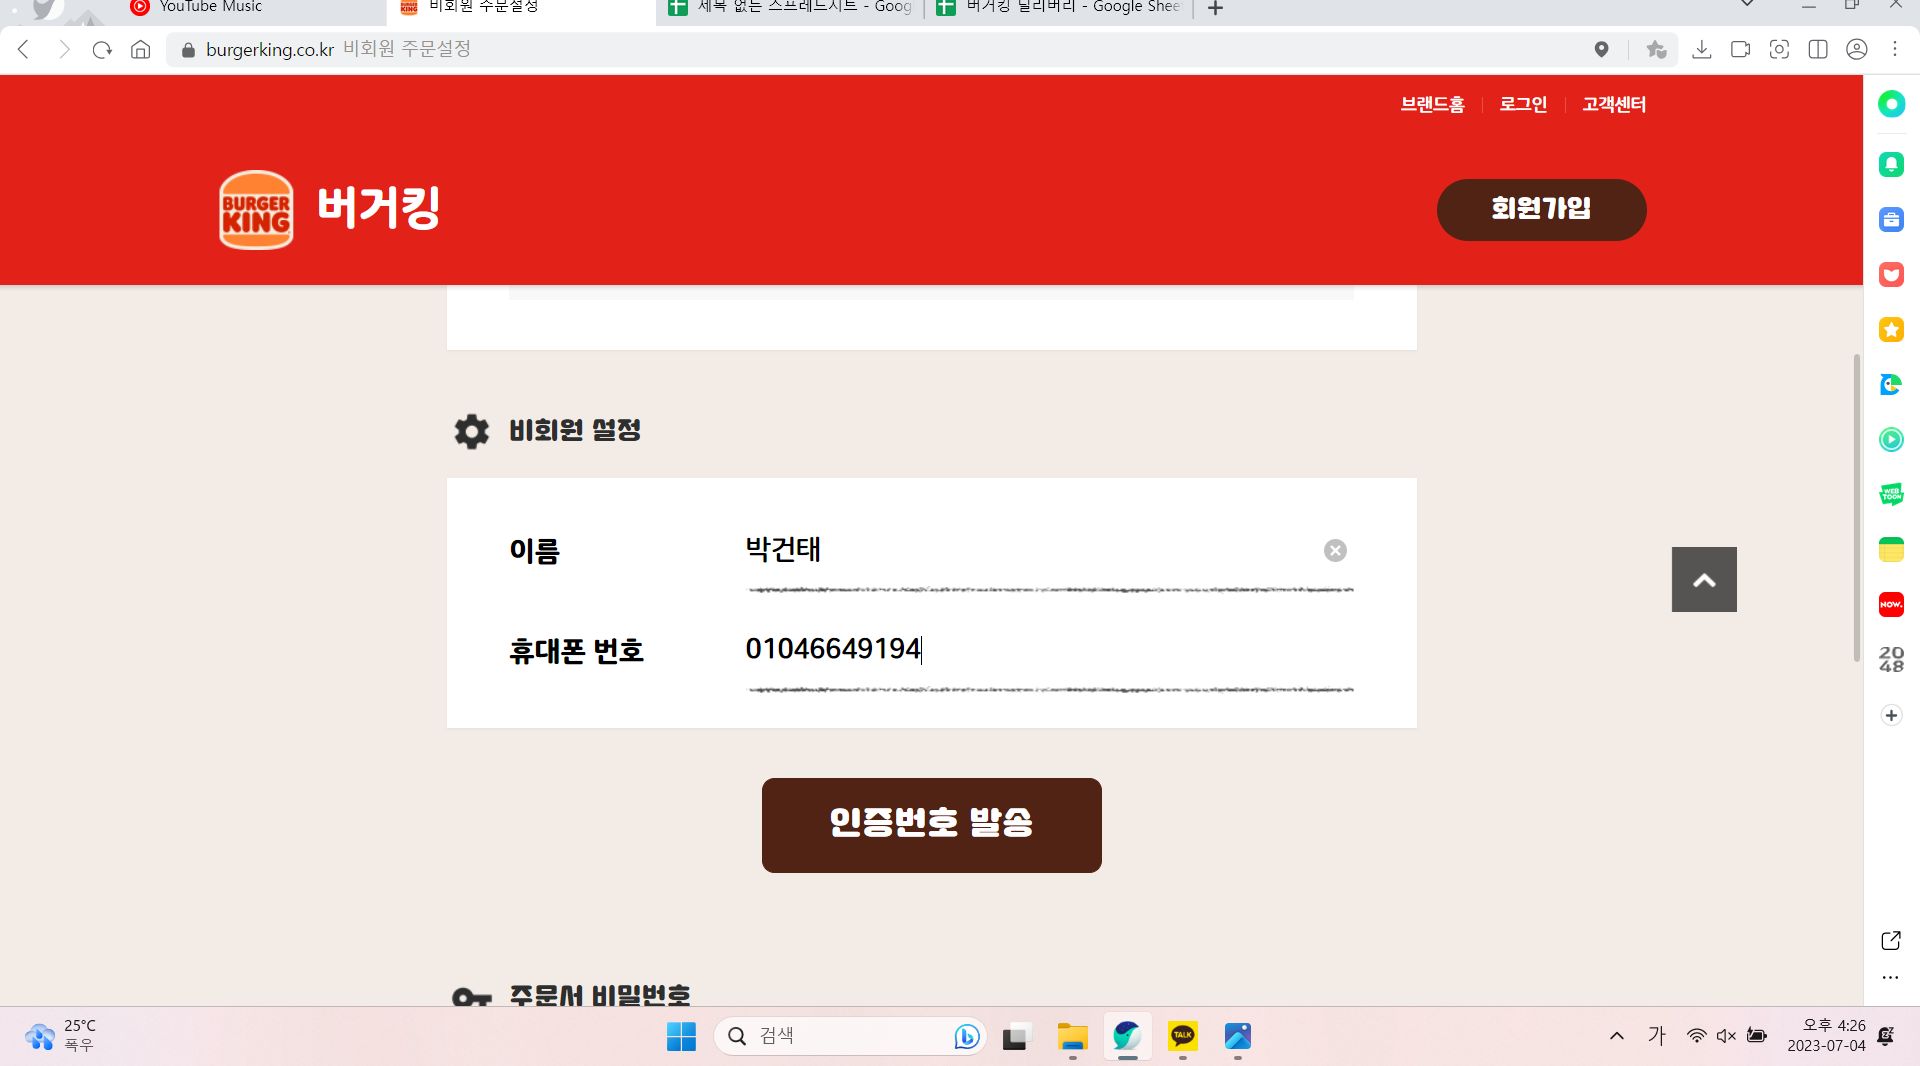 YouTube Music
비회원 주문설정
제목 없는 스프레드시트 - Goog
버거킹 딜리버리 - Google Shee
burgerking.co.kr 비회원 주문설정
브랜드홈 로그인 고객센터
BURGER
KING
버거킹
회원가입
비회원 설정
이름 박건태
휴대폰 번호 01046649194
인증번호 발송
주문서 비밀번호
WEB
TOON
NOW.
20
48
25°C
폭우
검색
TALK
가
오후 4:26
2023-07-04